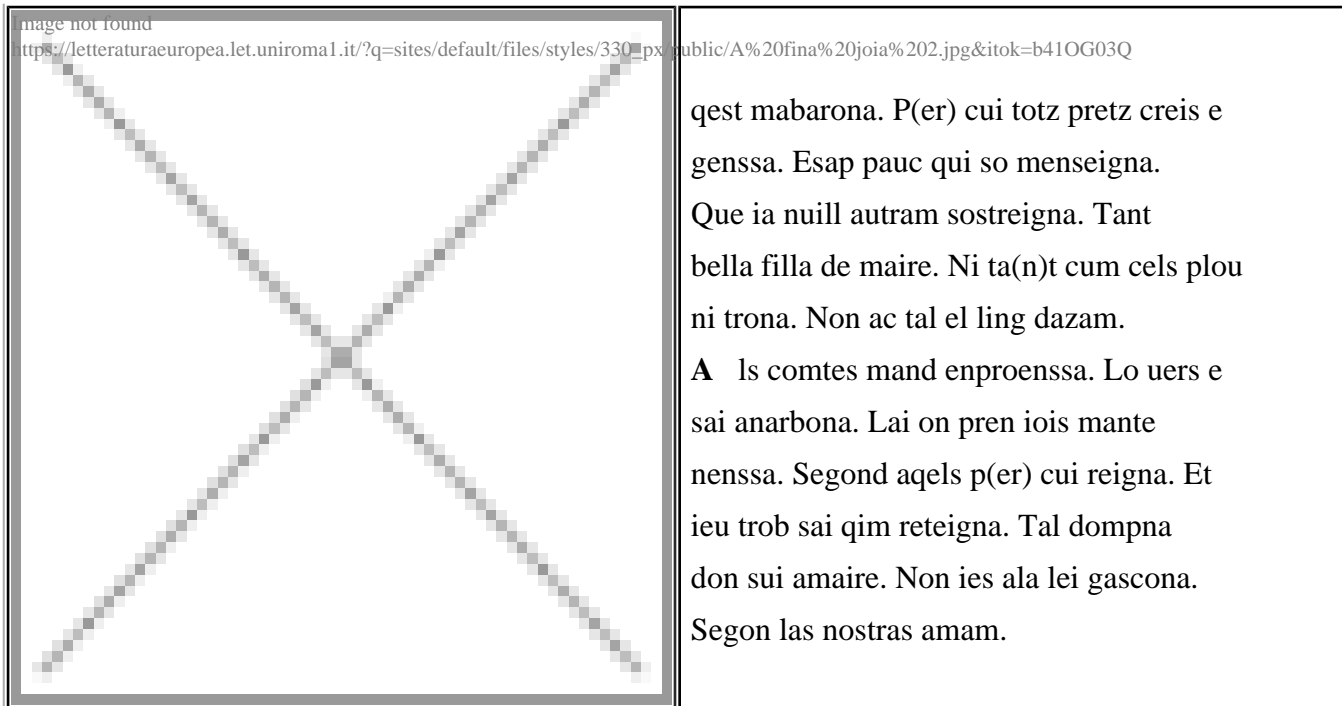 Image not found
https://letteraturaeuropea.let.uniroma1.it/?q=sites/default/files/styles/330_px/public/A%20fina%20joia%202.jpg&itok=b41OG03Q
qest mabarona. P(er) cui totz pretz creis e
genssa. Esap pauc qui so menseigna.
Que ia nuill autram sostreigna. Tant
bella filla de maire. Ni ta(n)t cum cels plou
ni trona. Non ac tal el ling dazam.
A ls comtes mand enproenssa. Lo uers e
sai anarbona. Lai on pren iois mante
nenssa. Segond aqels p(er) cui reigna. Et
ieu trob sai qim reteigna. Tal dompna
don sui amaire. Non ies ala lei gascona.
Segon las nostras amam.